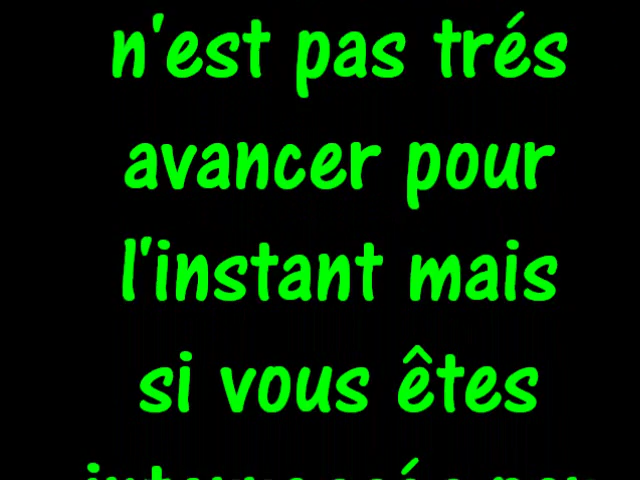 n'est pas trés
avancer pour
l'instant mais
si vous êtes